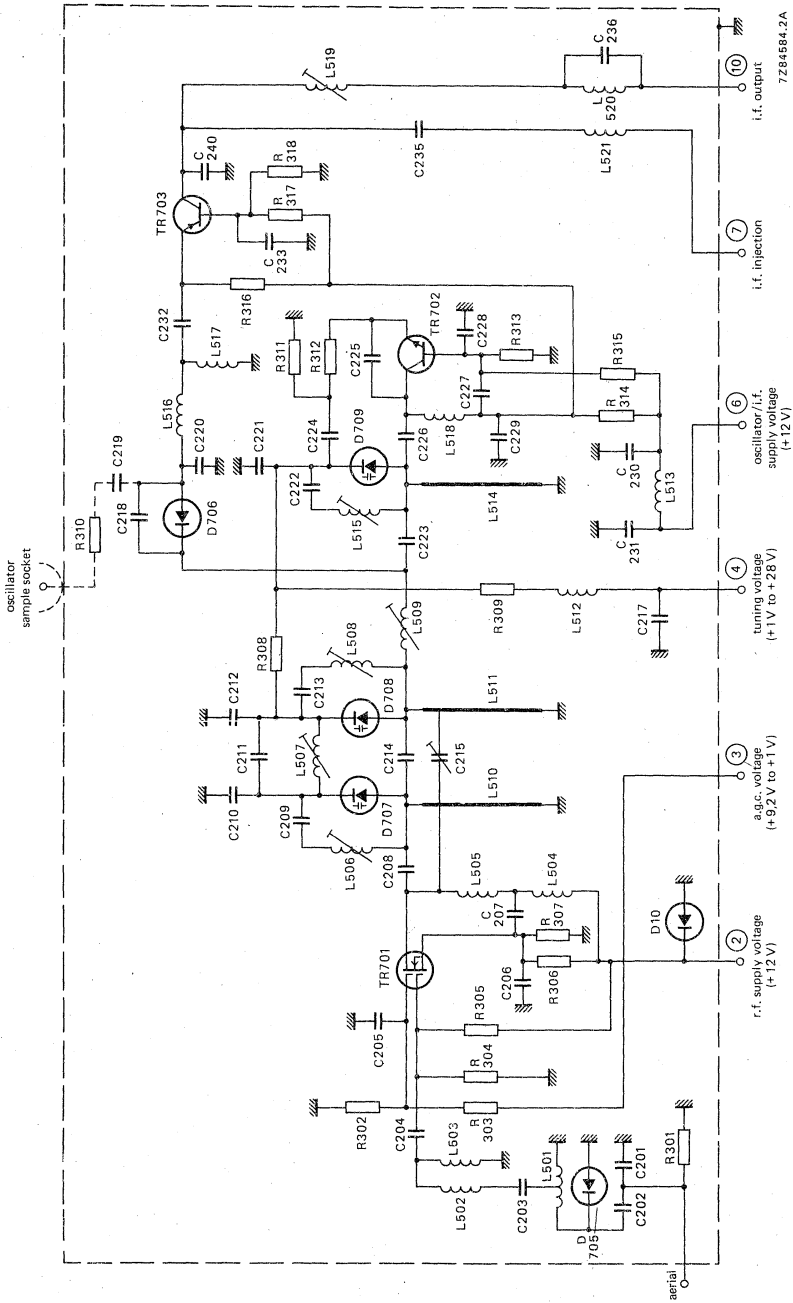 oscillator
sample socket
R310
C219
C218
D706
C220
L516
C232
L517
TR703
C
240
R
318
R
317
C
233
L519
R316
C221
R311
R312
C225
TR702
C224
D709
C222
L515
C226
C223
L518
C227
C228
R313
C229
R315
R
314
C
230
L513
C
231
L514
C235
L521
L
520
C
236
R308
R309
L512
C217
L509
L508
C212
C213
D708
C211
L507
C214
C215
L511
L510
C210
C209
D707
L506
C208
L505
L504
C
207
R
307
D10
TR701
C206
R306
C205
R305
R
304
R302
R
303
C204
L503
L502
C203
L501
D
705
C201
C202
R301
aerial
2
r.f. supply voltage
(+12 V)
3
a.g.c. voltage
(+9,2 V to +1 V)
4
tuning voltage
(+1 V to +28 V)
6
oscillator/i.f.
supply voltage
(+12 V)
7
i.f. injection
10
i.f. output
7Z84584.2A